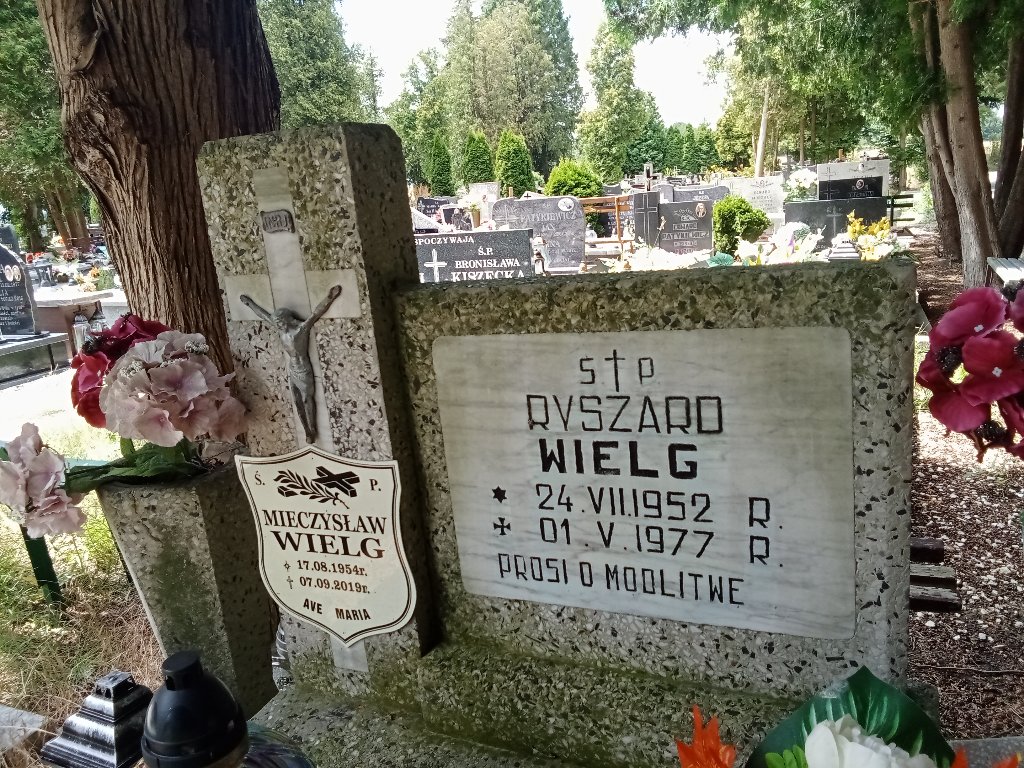 S P
RYSZARD
WIELG
24.VII.1952 R.
01.V.1977 R.
PROSI O MODLITWĘ
Ś. P.
MIECZYSŁAW
WIELG
17.08.1954r.
07.09.2019r.
AVE MARIA
SPOCZYWAJĄ
Ś.P.
BRONISŁAWA
KISZECKA
JAN